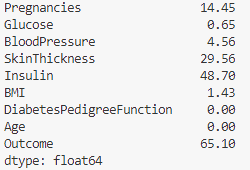 Pregnancies 14.45
Glucose 0.65
BloodPressure 4.56
SkinThickness 29.56
Insulin 48.70
BMI 1.43
DiabetesPedigreeFunction 0.00
Age 0.00
Outcome 65.10
dtype: float64